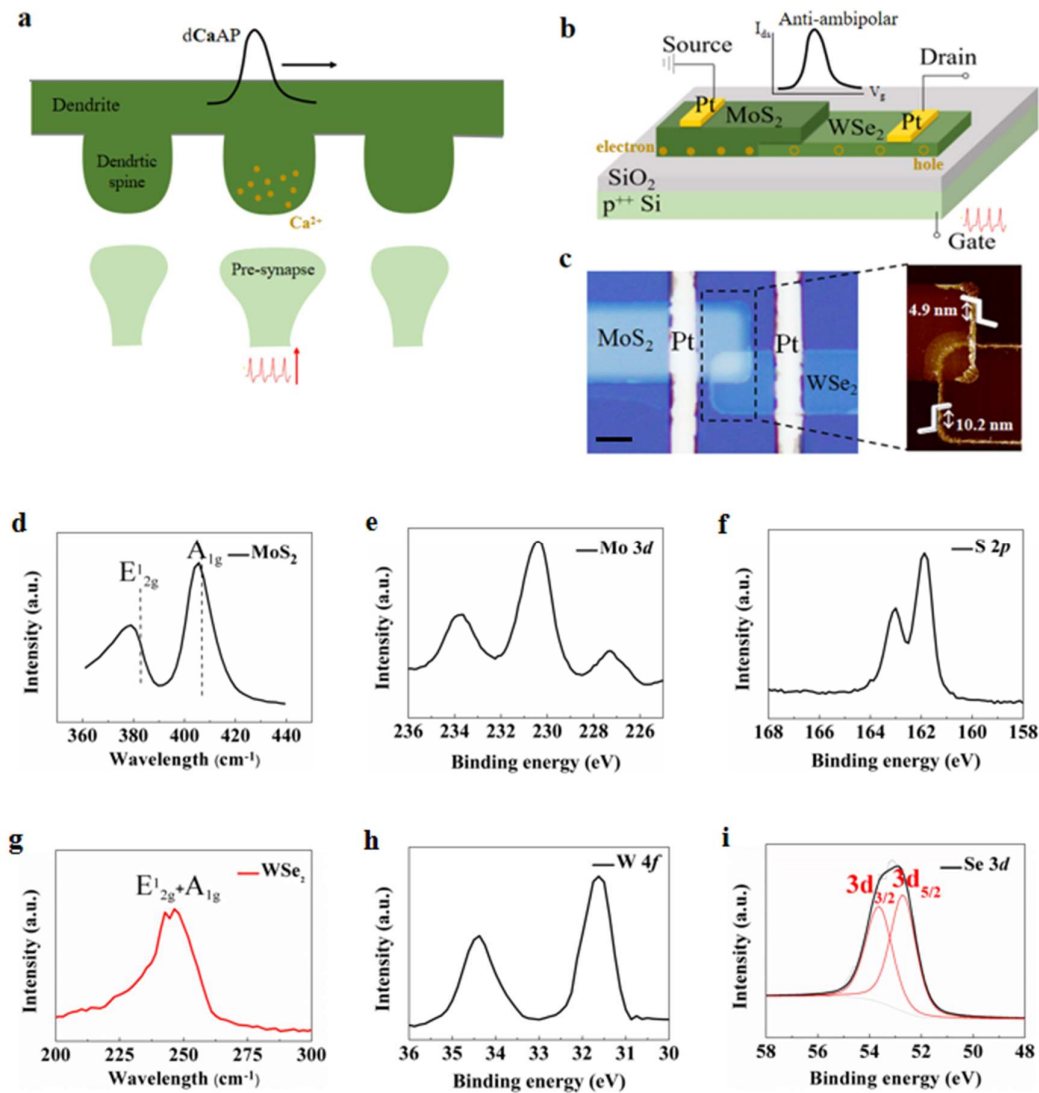 a
dCaAP
Dendrite
Dendrtic
spine
Ca²⁺
Pre-synapse
b
Anti-ambipolar
I_ds
V_g
Source
Drain
Pt
MoS₂
WSe₂
Pt
electron
hole
SiO₂
p⁺⁺ Si
Gate
c
MoS₂
Pt
Pt
WSe₂
4.9 nm
10.2 nm
d
E¹₂g
A₁g
MoS₂
Intensity (a.u.)
360 380 400 420 440
Wavelength (cm⁻¹)
e
Mo 3d
Intensity (a.u.)
236 234 232 230 228 226
Binding energy (eV)
f
S 2p
Intensity (a.u.)
168 166 164 162 160 158
Binding energy (eV)
g
E¹₂g+A₁g
WSe₂
Intensity (a.u.)
200 225 250 275 300
Wavelength (cm⁻¹)
h
W 4f
Intensity (a.u.)
36 35 34 33 32 31 30
Binding energy (eV)
i
Se 3d
3d₃/₂
3d₅/₂
Intensity (a.u.)
58 56 54 52 50 48
Binding energy (eV)